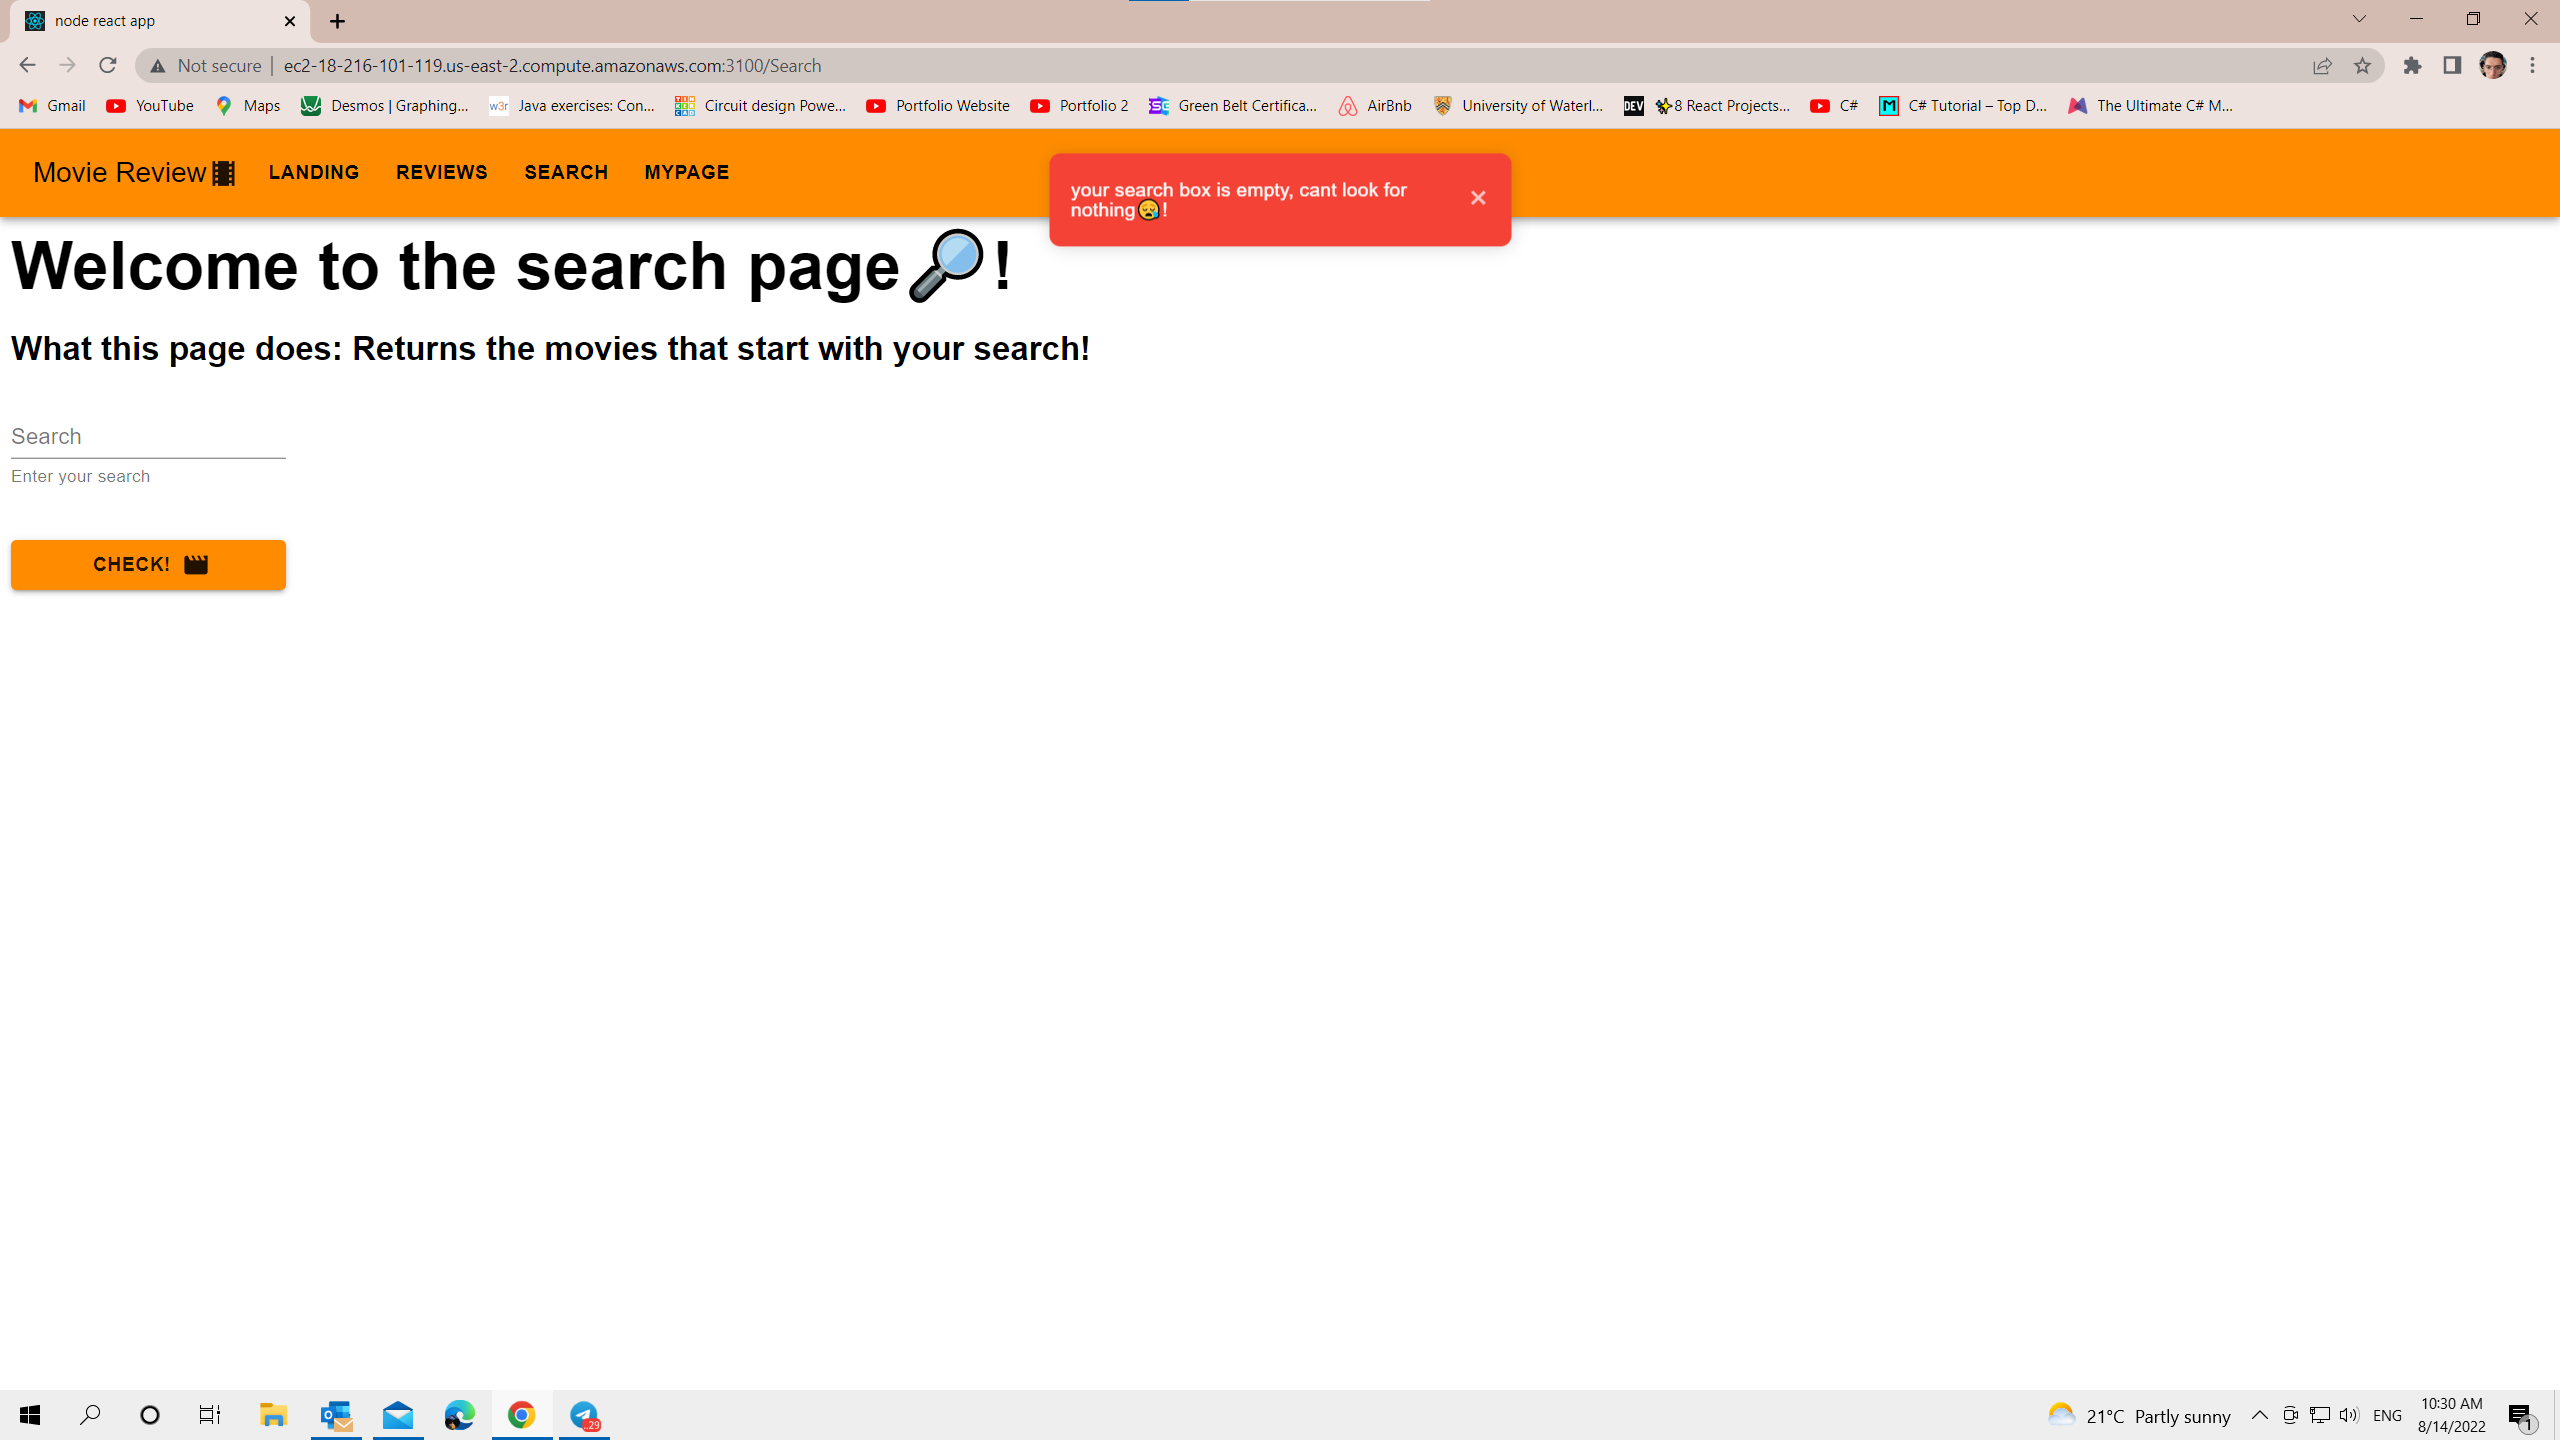 node react app
Not secure
ec2-18-216-101-119.us-east-2.compute.amazonaws.com:3100/Search
Gmail
YouTube
Maps
Desmos | Graphing...
w3r
Java exercises: Con...
Circuit design Powe...
Portfolio Website
Portfolio 2
Green Belt Certifica...
AirBnb
University of Waterl...
DEV
✨8 React Projects...
C#
M
C# Tutorial – Top D...
The Ultimate C# M...
Movie Review
LANDING
REVIEWS
SEARCH
MYPAGE
your search box is empty, cant look for
nothing😪!
Welcome to the search page🔎!
What this page does: Returns the movies that start with your search!
Search
Enter your search
CHECK!
21°C Partly sunny
ENG
10:30 AM
8/14/2022
1